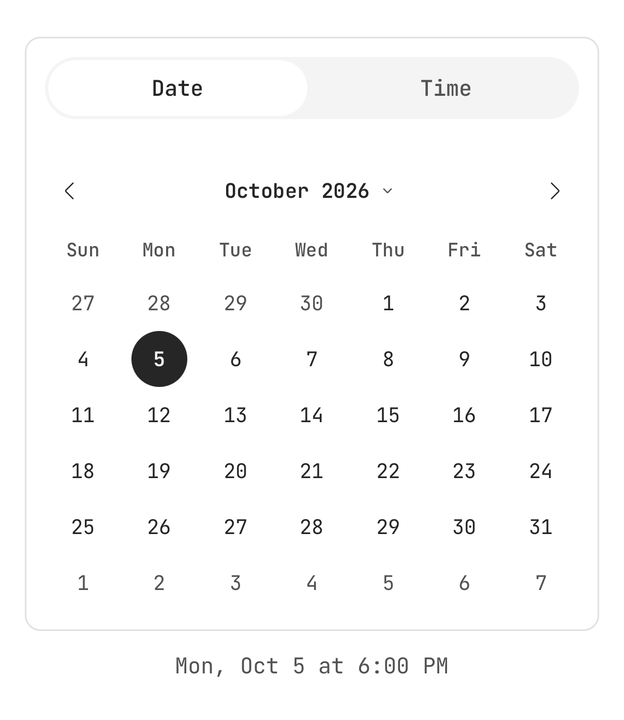 Date Time
October 2026
Sun Mon Tue Wed Thu Fri Sat
27 28 29 30 1 2 3
4 5 6 7 8 9 10
11 12 13 14 15 16 17
18 19 20 21 22 23 24
25 26 27 28 29 30 31
1 2 3 4 5 6 7
Mon, Oct 5 at 6:00 PM